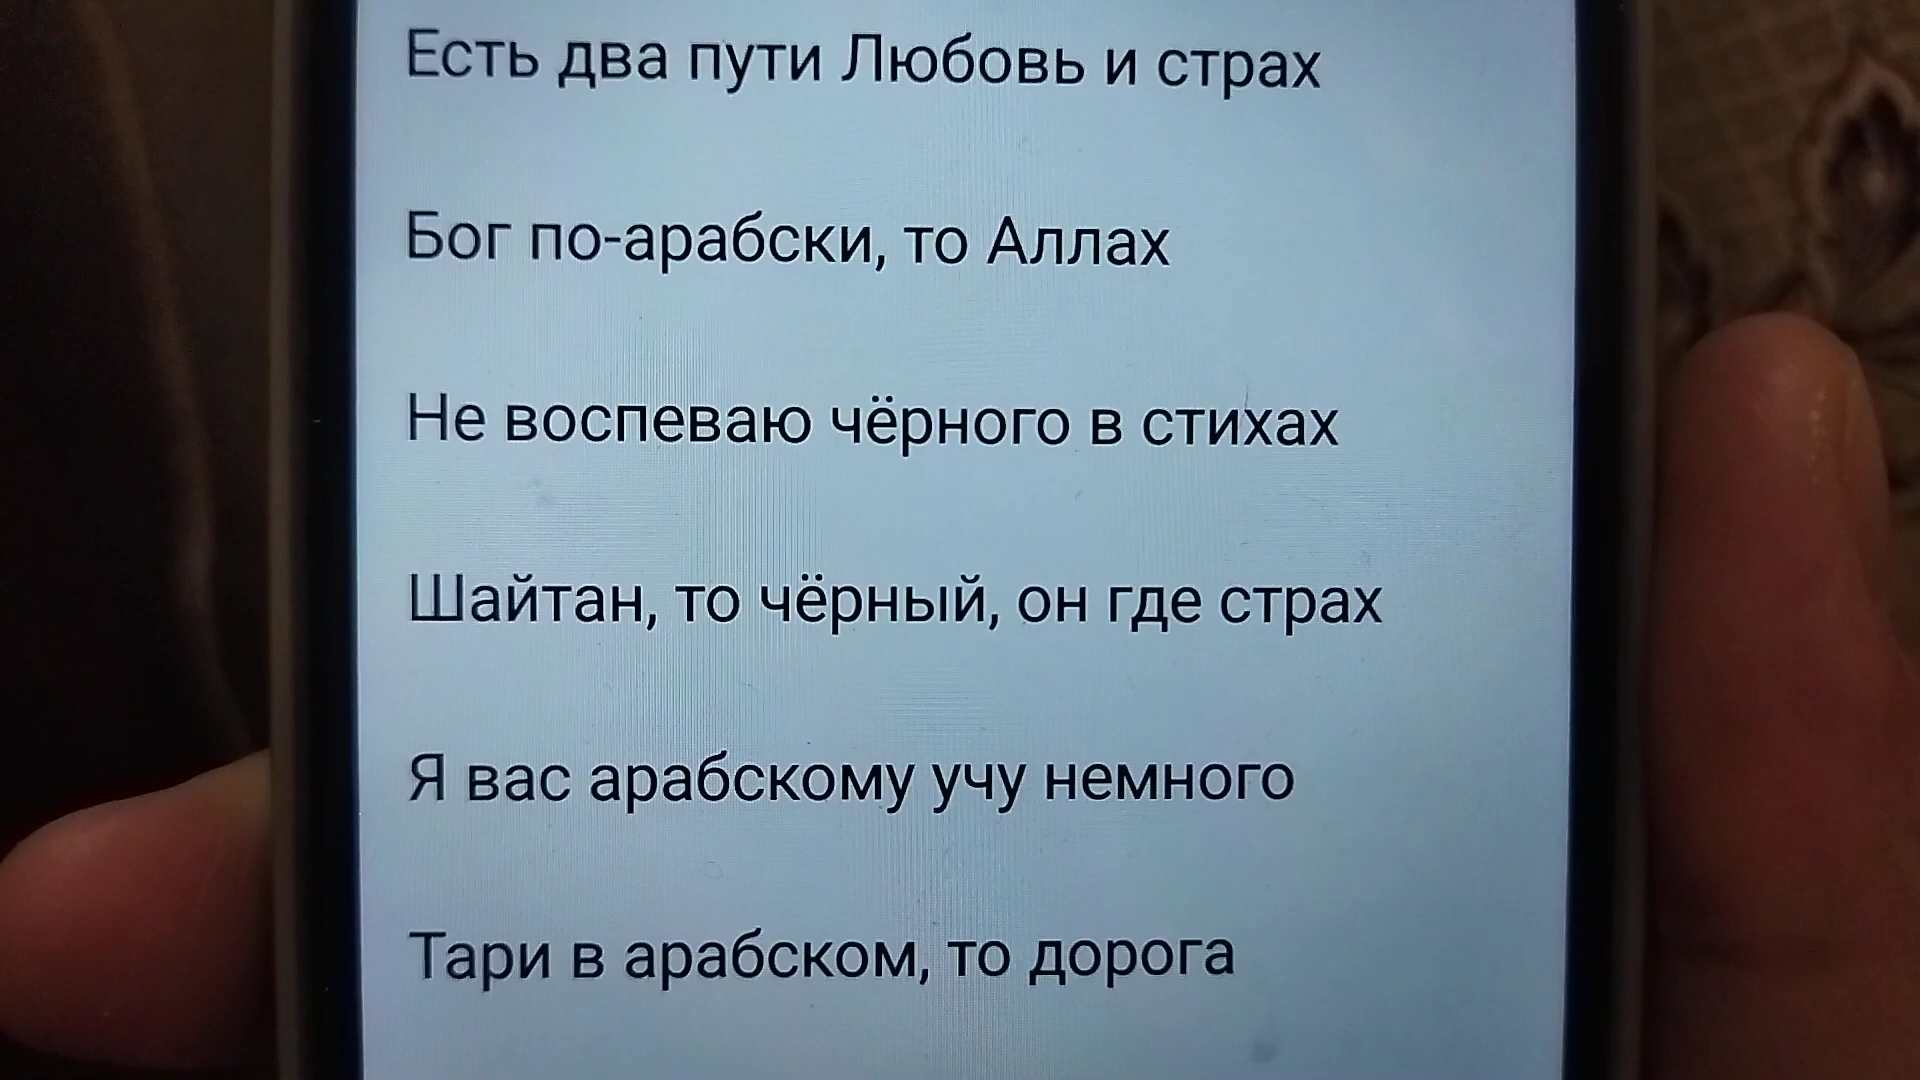 Есть два пути Любовь и страх
Бог по-арабски, то Аллах
Не воспеваю чёрного в стихах
Шайтан, то чёрный, он где страх
Я вас арабскому учу немного
Тари в арабском, то дорога